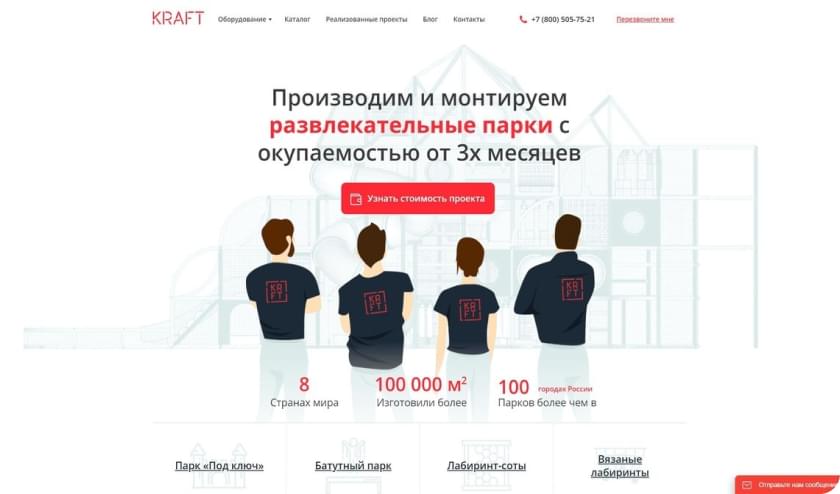 KRAFT
Оборудование
Каталог
Реализованные проекты
Блог
Контакты
+7 (800) 505-75-21
Перезвоните мне
Производим и монтируем
развлекательные парки с
окупаемостью от 3х месяцев
Узнать стоимость проекта
KR
FT
KR
FT
KR
FT
KR
FT
8
Странах мира
100 000 м²
Изготовили более
100 городах России
Парков более чем в
Парк «Под ключ»
Батутный парк
Лабиринт-соты
Вязаные
лабиринты
Отправьте нам сообщени